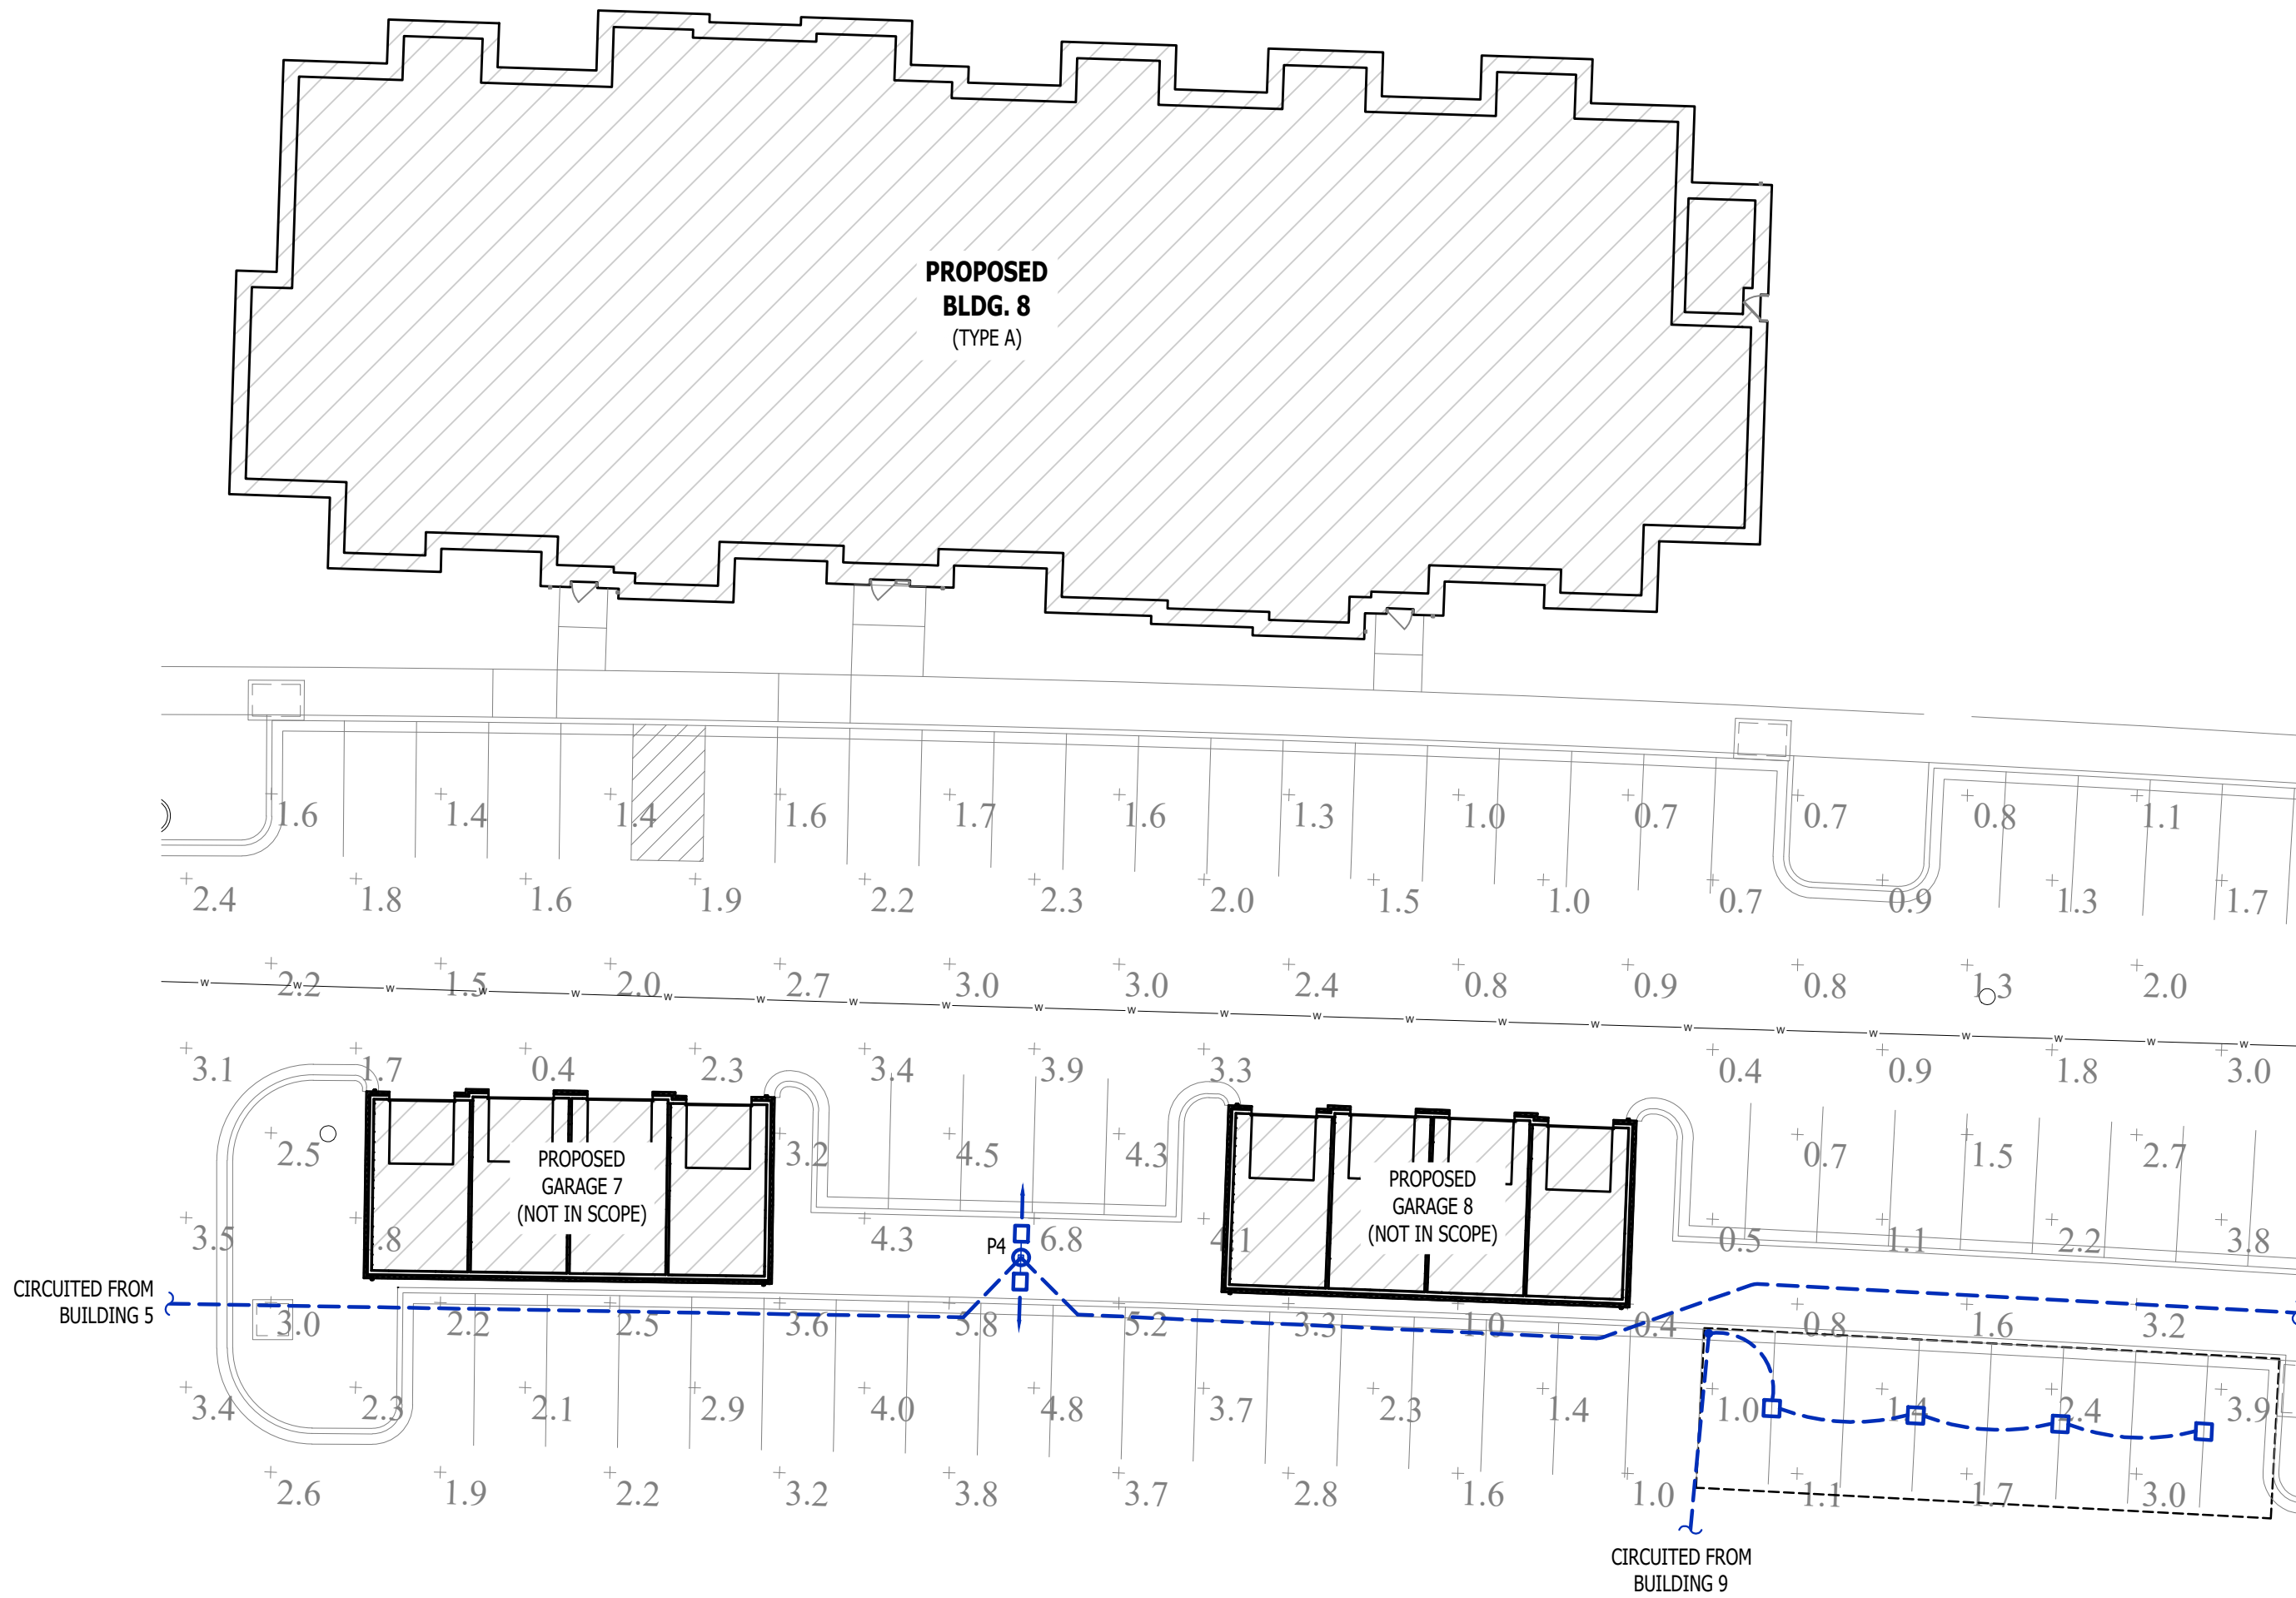 PROPOSED
BLDG. 8
(TYPE A)
1.6 1.4 1.4 1.6 1.7 1.6 1.3 1.0 0.7 0.7 0.8 1.1
2.4 1.8 1.6 1.9 2.2 2.3 2.0 1.5 1.0 0.7 0.9 1.3 1.7
2.2 1.5 2.0 2.7 3.0 3.0 2.4 0.8 0.9 0.8 1.3 2.0
W W W W W W W W W W W W W W W W W W W W W W W
3.1 1.7 0.4 2.3 3.4 3.9 3.3 0.4 0.9 1.8 3.0
2.5 3.2 4.5 4.3 0.7 1.5 2.7
PROPOSED
GARAGE 7
(NOT IN SCOPE)
PROPOSED
GARAGE 8
(NOT IN SCOPE)
3.5 .8 4.3 6.8 4.1 0.5 1.1 2.2 3.8
P4
CIRCUITED FROM
BUILDING 5
3.0 2.2 2.5 3.6 5.8 5.2 3.3 1.0 0.4 0.8 1.6 3.2
3.4 2.3 2.1 2.9 4.0 4.8 3.7 2.3 1.4 1.0 1.4 2.4 3.9
2.6 1.9 2.2 3.2 3.8 3.7 2.8 1.6 1.0 1.1 1.7 3.0
CIRCUITED FROM
BUILDING 9